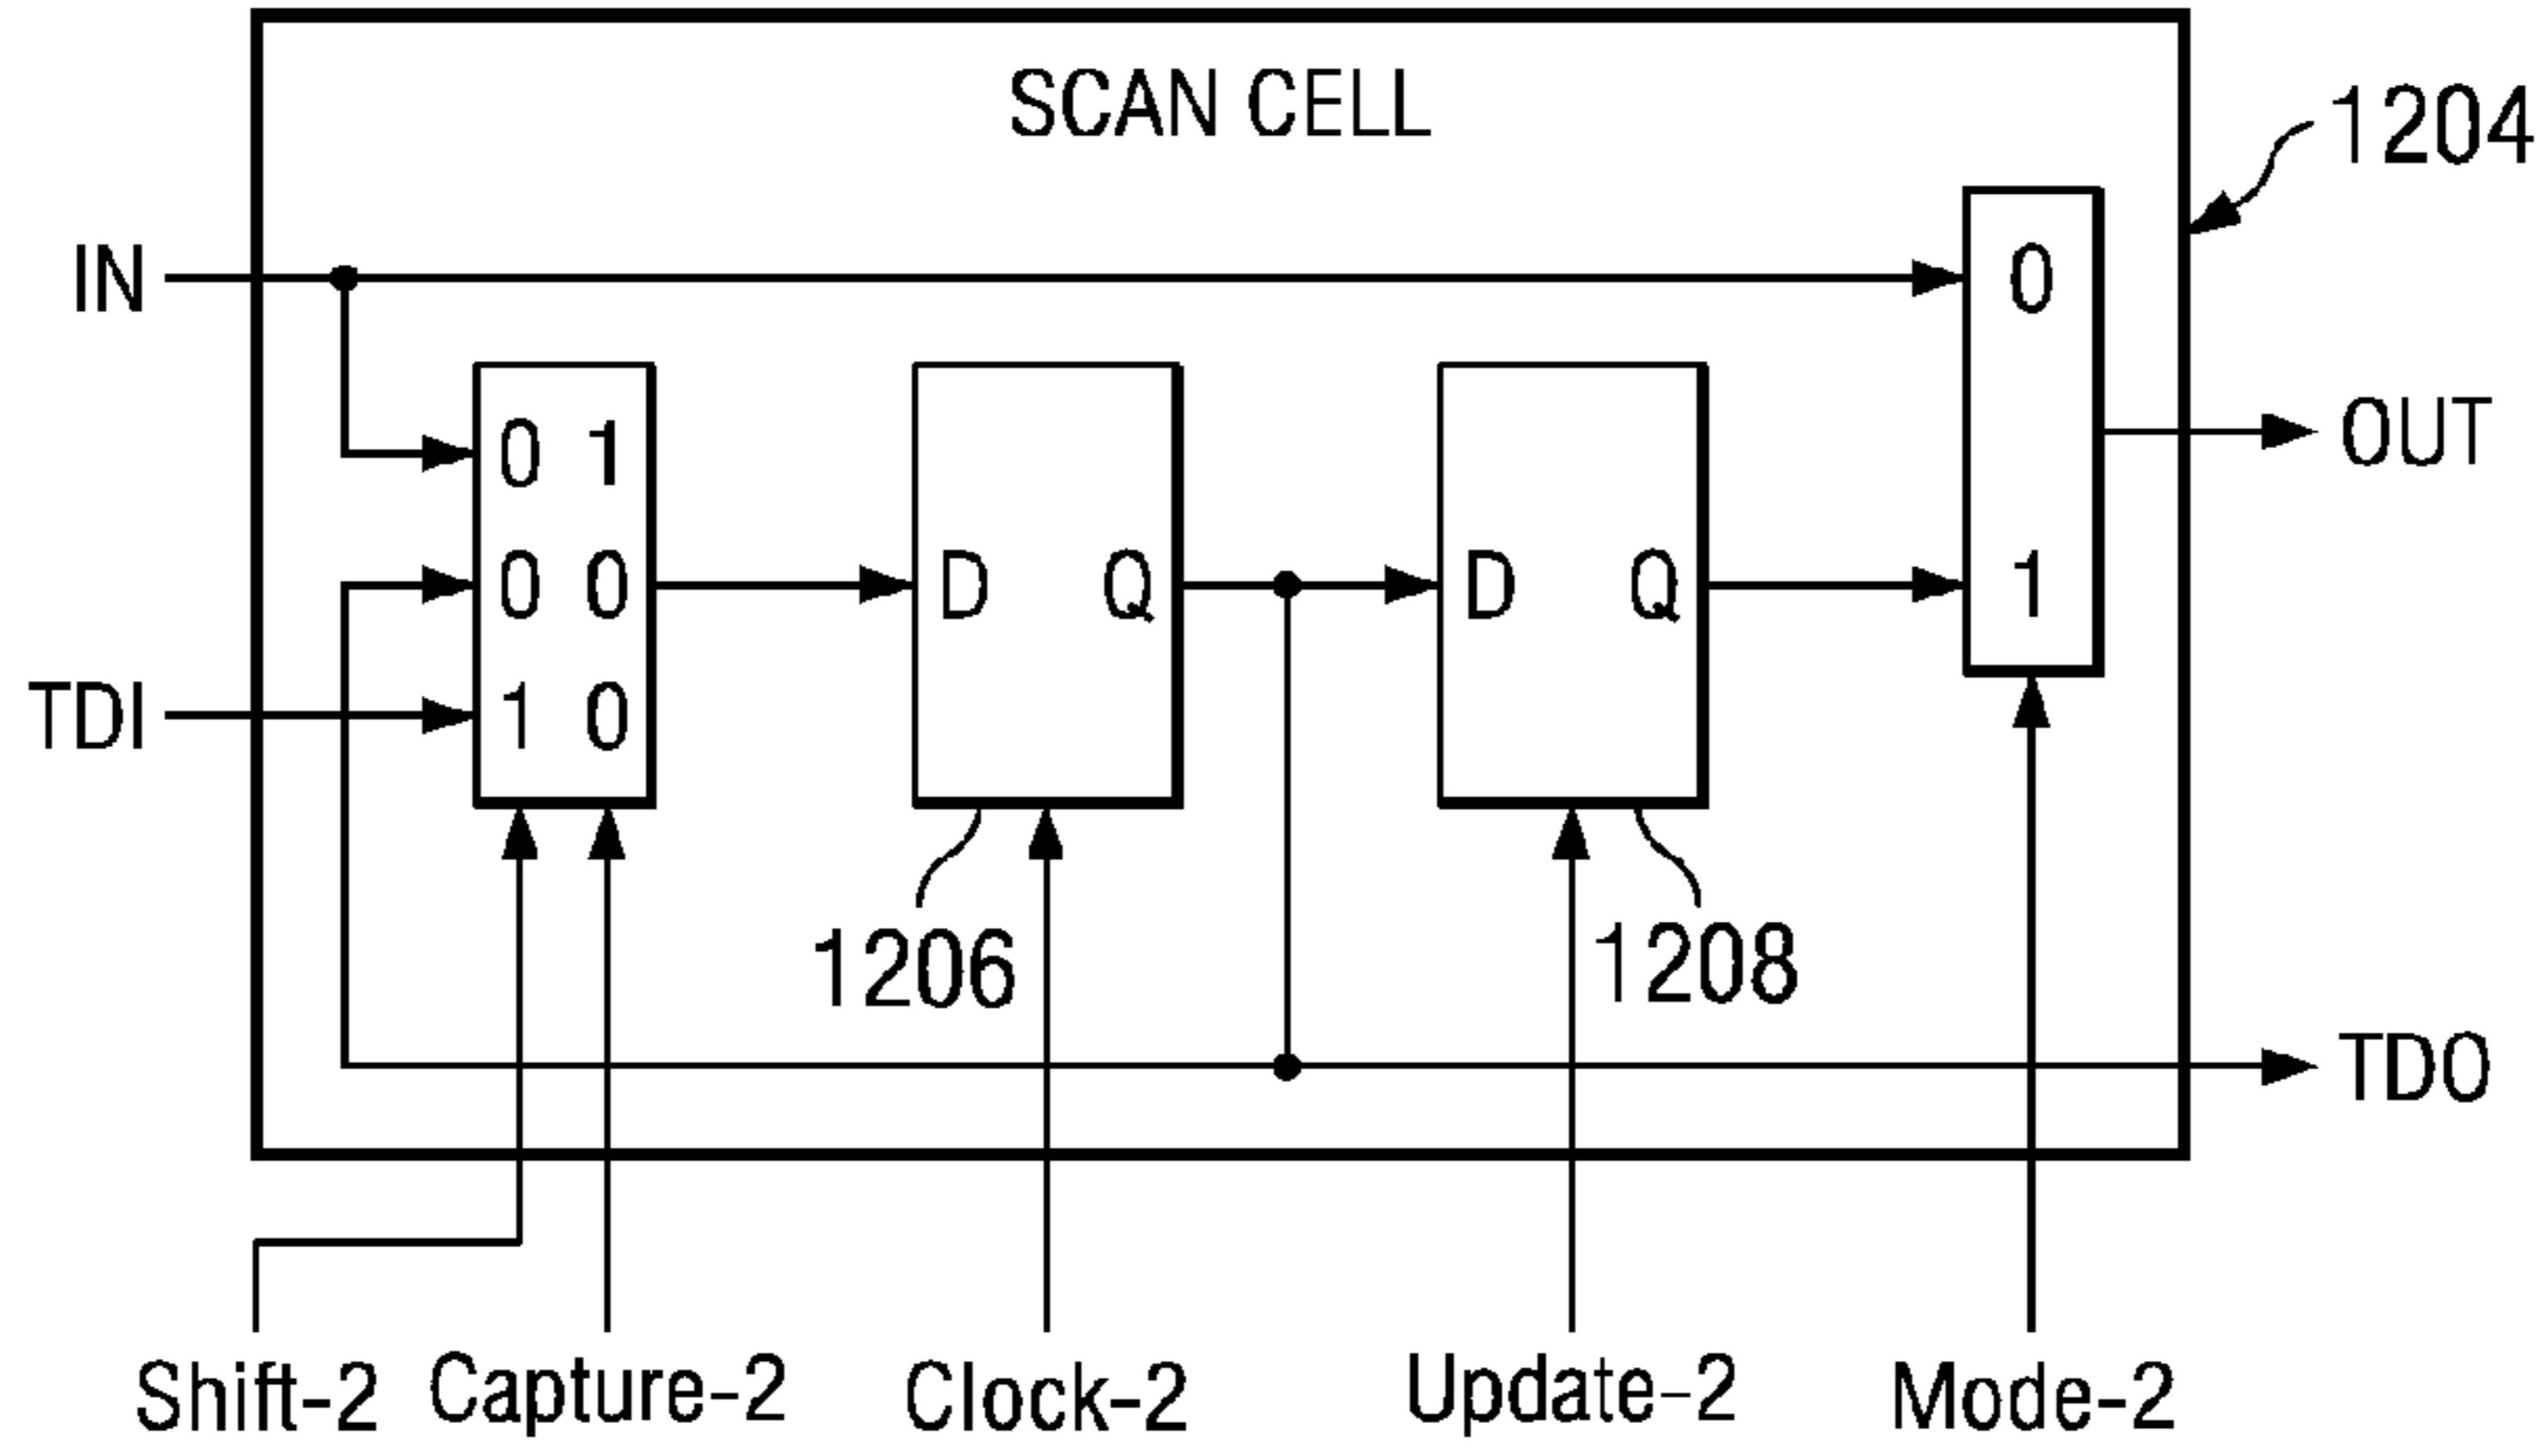 SCAN CELL
1204
IN
0
0 1
OUT
0 0
D Q
D Q
1
TDI
1 0
1206
1208
TDO
Shift-2
Capture-2
Clock-2
Update-2
Mode-2